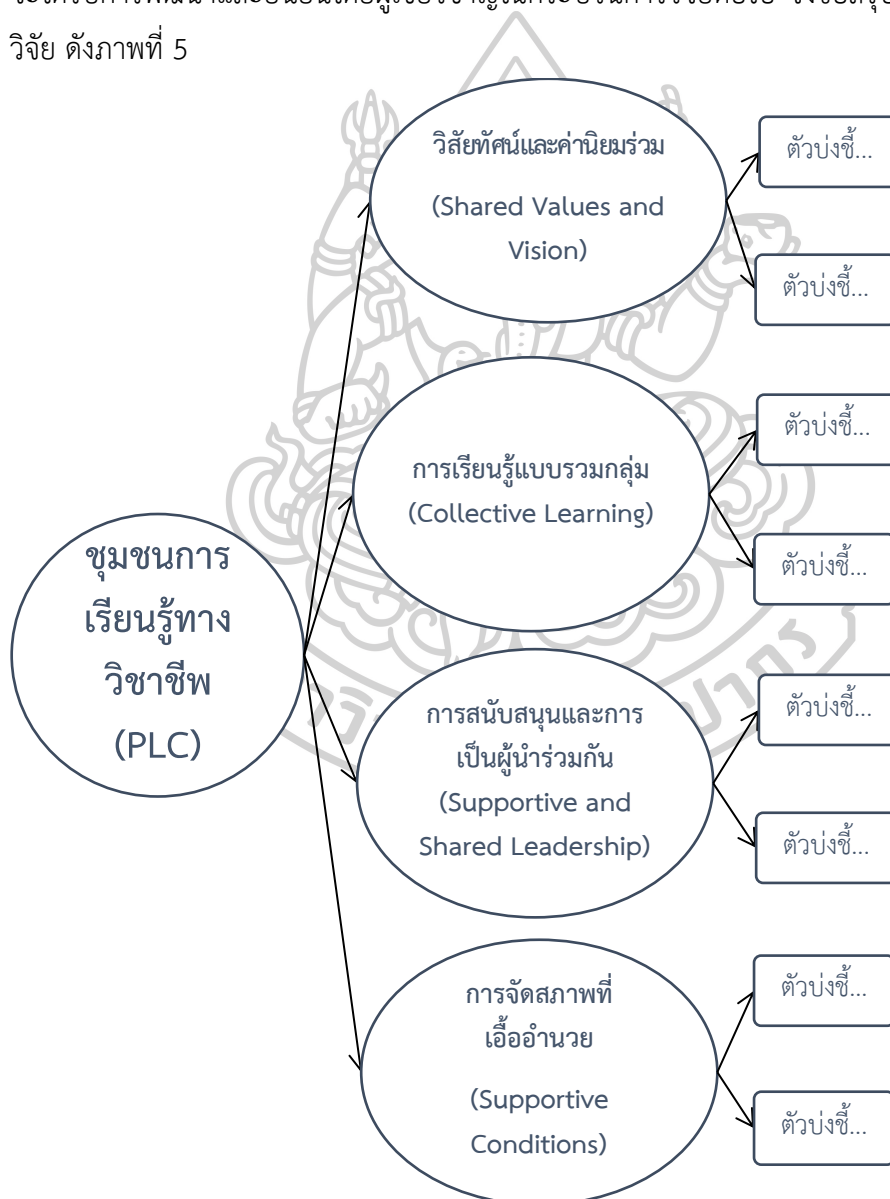 วิจัย ดังภาพที่ 5
วิสัยทัศน์และค่านิยมร่วม
(Shared Values and
Vision)
ตัวบ่งชี้...
ตัวบ่งชี้...
การเรียนรู้แบบรวมกลุ่ม
(Collective Learning)
ตัวบ่งชี้...
ตัวบ่งชี้...
ชุมชนการ
เรียนรู้ทาง
วิชาชีพ
(PLC)
การสนับสนุนและการ
เป็นผู้นำร่วมกัน
(Supportive and
Shared Leadership)
ตัวบ่งชี้...
ตัวบ่งชี้...
การจัดสภาพที่
เอื้ออำนวย
(Supportive
Conditions)
ตัวบ่งชี้...
ตัวบ่งชี้...